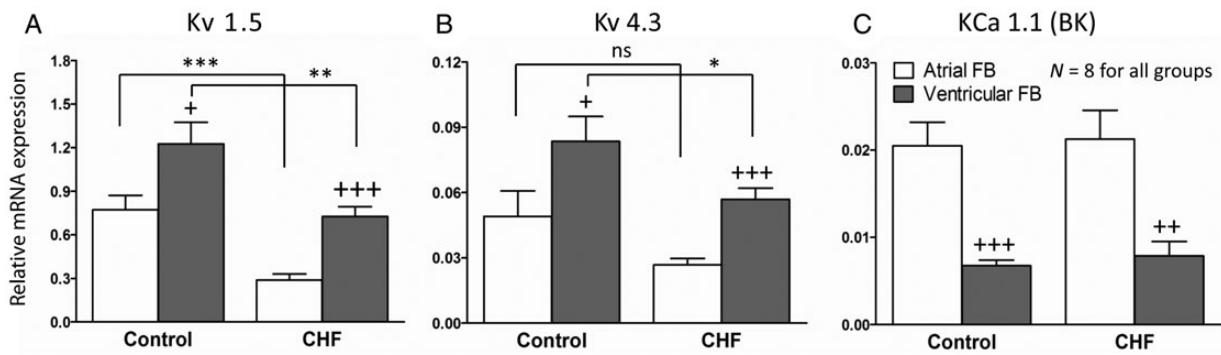 A Kv 1.5
B Kv 4.3
C KCa 1.1 (BK)
Relative mRNA expression
1.8
1.5
1.2
0.9
0.6
0.3
0.0
***
**
+
+++
Control CHF
0.12
0.09
0.06
0.03
0.00
ns
*
+
+++
Control CHF
0.03
0.02
0.01
0.00
Atrial FB
Ventricular FB
N = 8 for all groups
+++
++
Control CHF